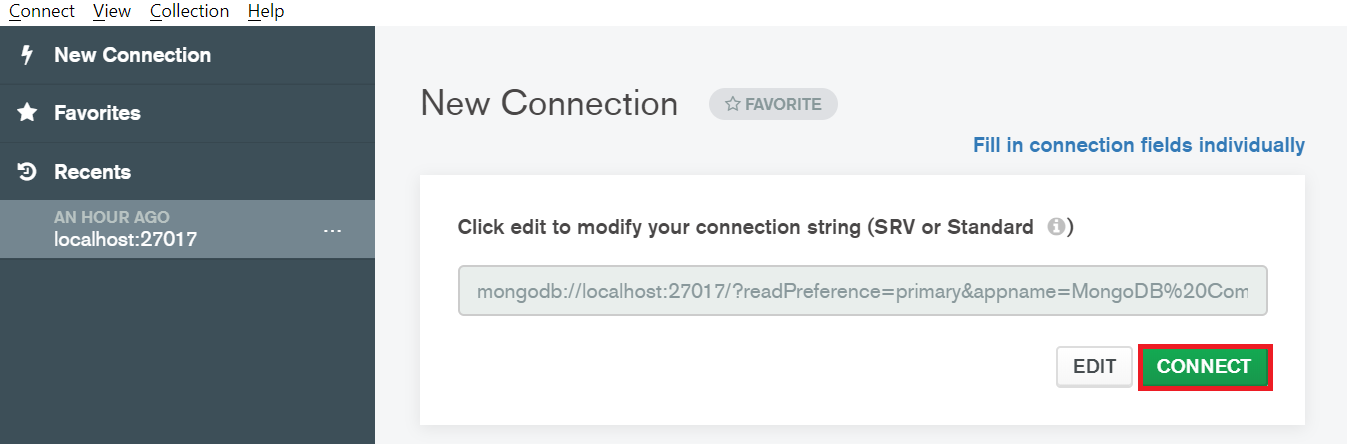 Connect View Collection Help
New Connection
Favorites
Recents
AN HOUR AGO
localhost:27017
...
New Connection
FAVORITE
Fill in connection fields individually
Click edit to modify your connection string (SRV or Standard i)
mongodb://localhost:27017/?readPreference=primary&appname=MongoDB%20Com
EDIT
CONNECT